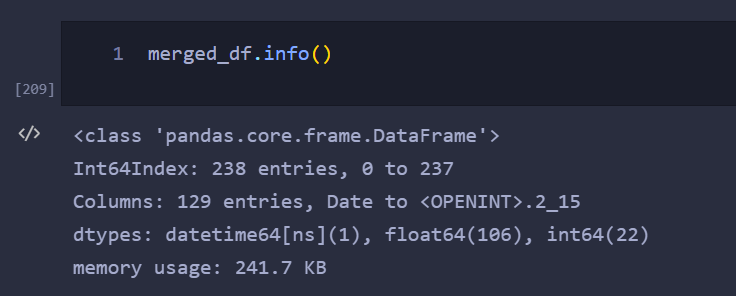 1 merged_df.info()
[209]
</> <class 'pandas.core.frame.DataFrame'>
Int64Index: 238 entries, 0 to 237
Columns: 129 entries, Date to <OPENINT>.2_15
dtypes: datetime64[ns](1), float64(106), int64(22)
memory usage: 241.7 KB